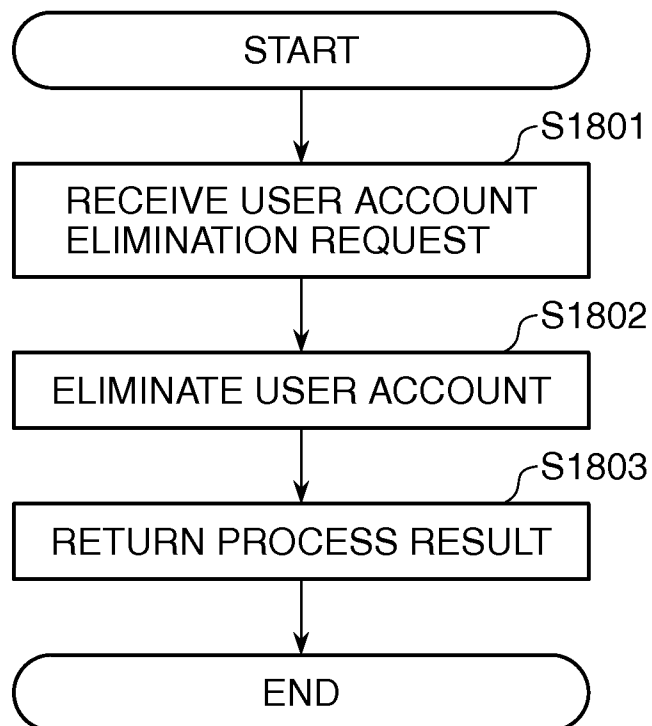 START
S1801
RECEIVE USER ACCOUNT
ELIMINATION REQUEST
S1802
ELIMINATE USER ACCOUNT
S1803
RETURN PROCESS RESULT
END